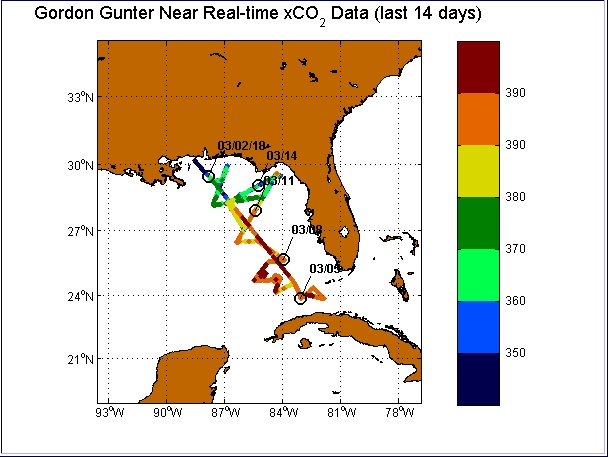 Gordon Gunter Near Real-time xCO2 Data (last 14 days)
33°N
30°N
27°N
24°N
21°N
93°W
90°W
87°W
84°W
81°W
78°W
03/02/18
03/14
03/11
03/08
03/05
390
390
380
370
360
350